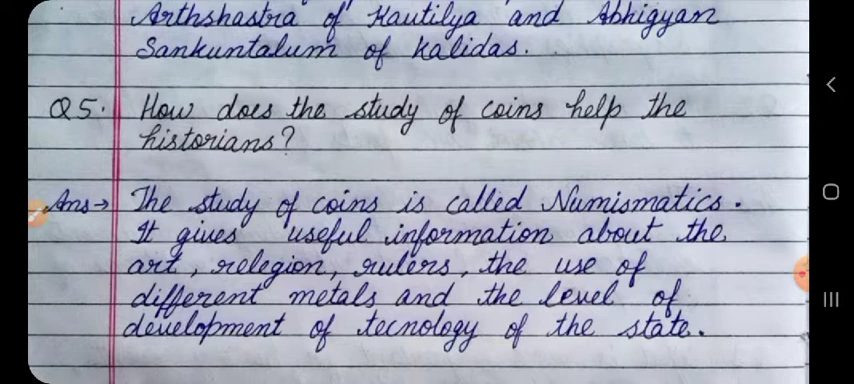 Arthshastra of Kautilya and Abhigyan
Sankuntalum of Kalidas.
Q5. How does the study of coins help the
historians?
Ans→ The study of coins is called Numismatics.
It gives useful information about the
art, relegion, rulers, the use of
different metals and the level of
development of tecnology of the state.